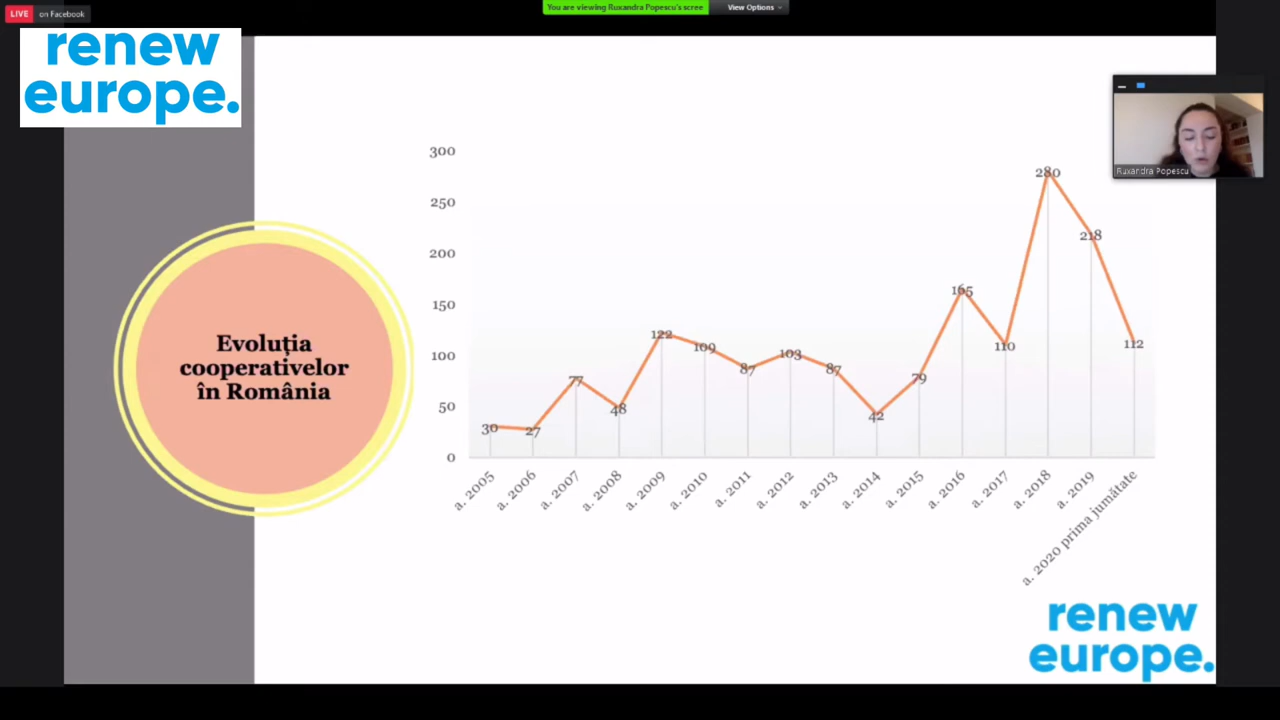 LIVE on Facebook
You are viewing Ruxandra Popescu's scree
View Options
renew
europe.
Ruxandra Popescu
Evoluția
cooperativelor
în România
300
250
200
150
100
50
0
30
27
77
48
122
109
87
103
87
42
79
165
110
280
218
112
a. 2005
a. 2006
a. 2007
a. 2008
a. 2009
a. 2010
a. 2011
a. 2012
a. 2013
a. 2014
a. 2015
a. 2016
a. 2017
a. 2018
a. 2019
a. 2020 prima jumătate
renew
europe.